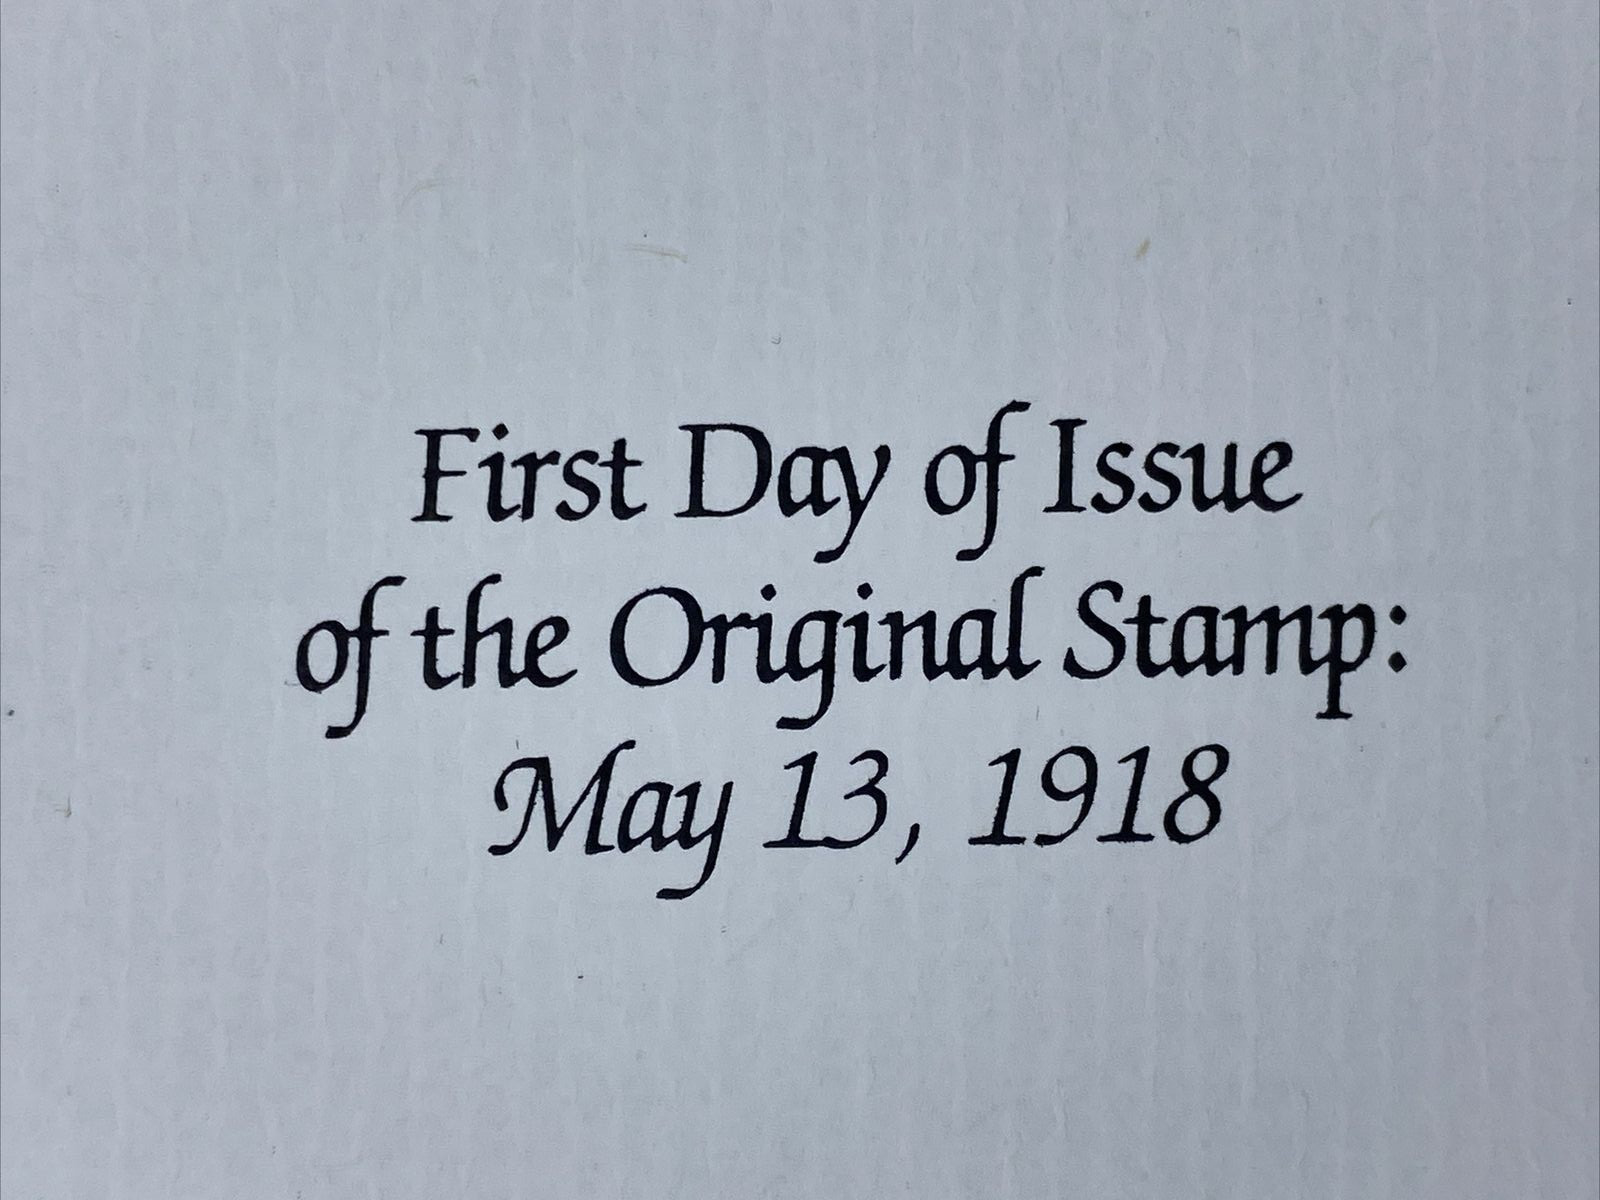 First Day of Issue
of the Original Stamp:
May 13, 1918